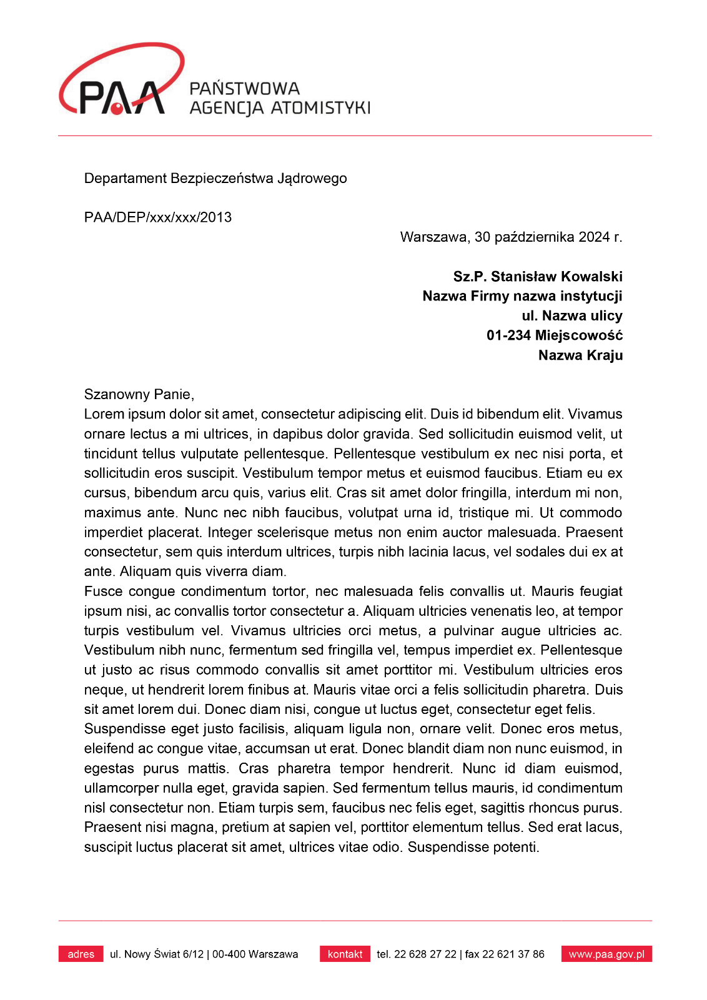 PAA PAŃSTWOWA
AGENCJA ATOMISTYKI
Departament Bezpieczeństwa Jądrowego
PAA/DEP/xxx/xxx/2013
Warszawa, 30 października 2024 r.
Sz.P. Stanisław Kowalski
Nazwa Firmy nazwa instytucji
ul. Nazwa ulicy
01-234 Miejscowość
Nazwa Kraju
Szanowny Panie,
Lorem ipsum dolor sit amet, consectetur adipiscing elit. Duis id bibendum elit. Vivamus
ornare lectus a mi ultrices, in dapibus dolor gravida. Sed sollicitudin euismod velit, ut
tincidunt tellus vulputate pellentesque. Pellentesque vestibulum ex nec nisi porta, et
sollicitudin eros suscipit. Vestibulum tempor metus et euismod faucibus. Etiam eu ex
cursus, bibendum arcu quis, varius elit. Cras sit amet dolor fringilla, interdum mi non,
maximus ante. Nunc nec nibh faucibus, volutpat urna id, tristique mi. Ut commodo
imperdiet placerat. Integer scelerisque metus non enim auctor malesuada. Praesent
consectetur, sem quis interdum ultrices, turpis nibh lacinia lacus, vel sodales dui ex at
ante. Aliquam quis viverra diam.
Fusce congue condimentum tortor, nec malesuada felis convallis ut. Mauris feugiat
ipsum nisi, ac convallis tortor consectetur a. Aliquam ultricies venenatis leo, at tempor
turpis vestibulum vel. Vivamus ultricies orci metus, a pulvinar augue ultricies ac.
Vestibulum nibh nunc, fermentum sed fringilla vel, tempus imperdiet ex. Pellentesque
ut justo ac risus commodo convallis sit amet porttitor mi. Vestibulum ultricies eros
neque, ut hendrerit lorem finibus at. Mauris vitae orci a felis sollicitudin pharetra. Duis
sit amet lorem dui. Donec diam nisi, congue ut luctus eget, consectetur eget felis.
Suspendisse eget justo facilisis, aliquam ligula non, ornare velit. Donec eros metus,
eleifend ac congue vitae, accumsan ut erat. Donec blandit diam non nunc euismod, in
egestas purus mattis. Cras pharetra tempor hendrerit. Nunc id diam euismod,
ullamcorper nulla eget, gravida sapien. Sed fermentum tellus mauris, id condimentum
nisl consectetur non. Etiam turpis sem, faucibus nec felis eget, sagittis rhoncus purus.
Praesent nisi magna, pretium at sapien vel, porttitor elementum tellus. Sed erat lacus,
suscipit luctus placerat sit amet, ultrices vitae odio. Suspendisse potenti.
adres ul. Nowy Świat 6/12 | 00-400 Warszawa kontakt tel. 22 628 27 22 | fax 22 621 37 86 www.paa.gov.pl